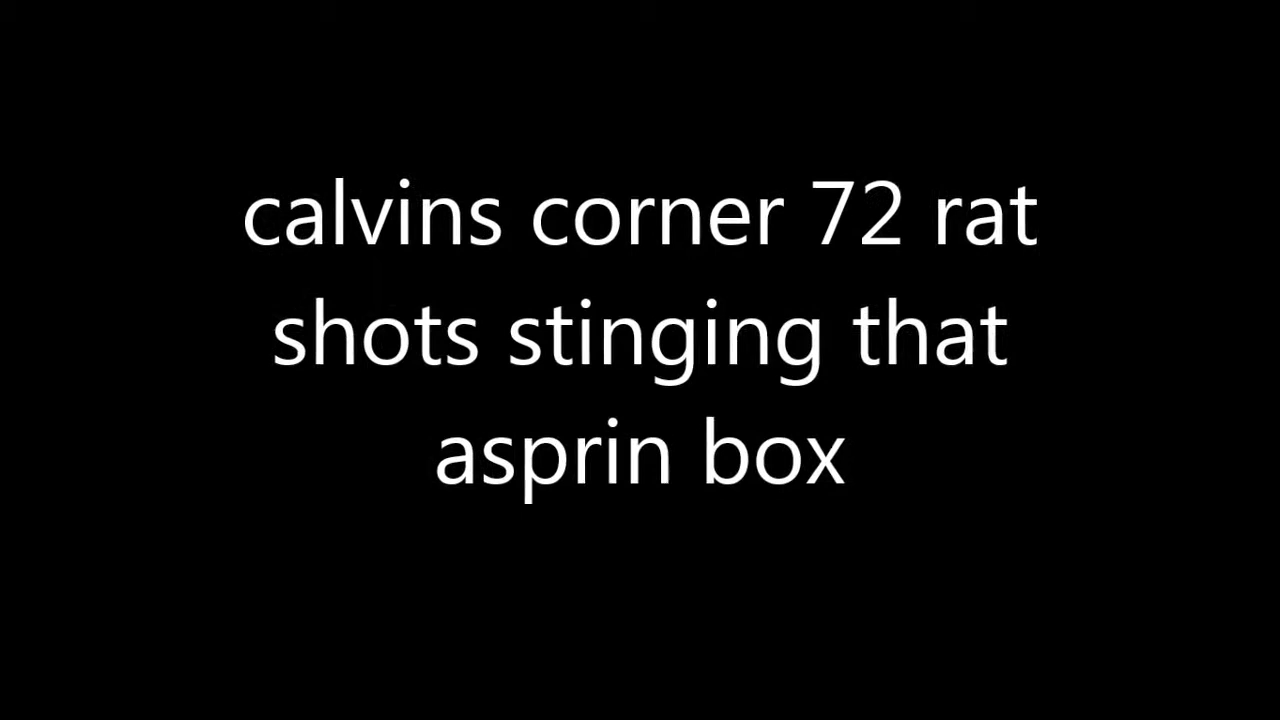 calvins corner 72 rat
shots stinging that
asprin box